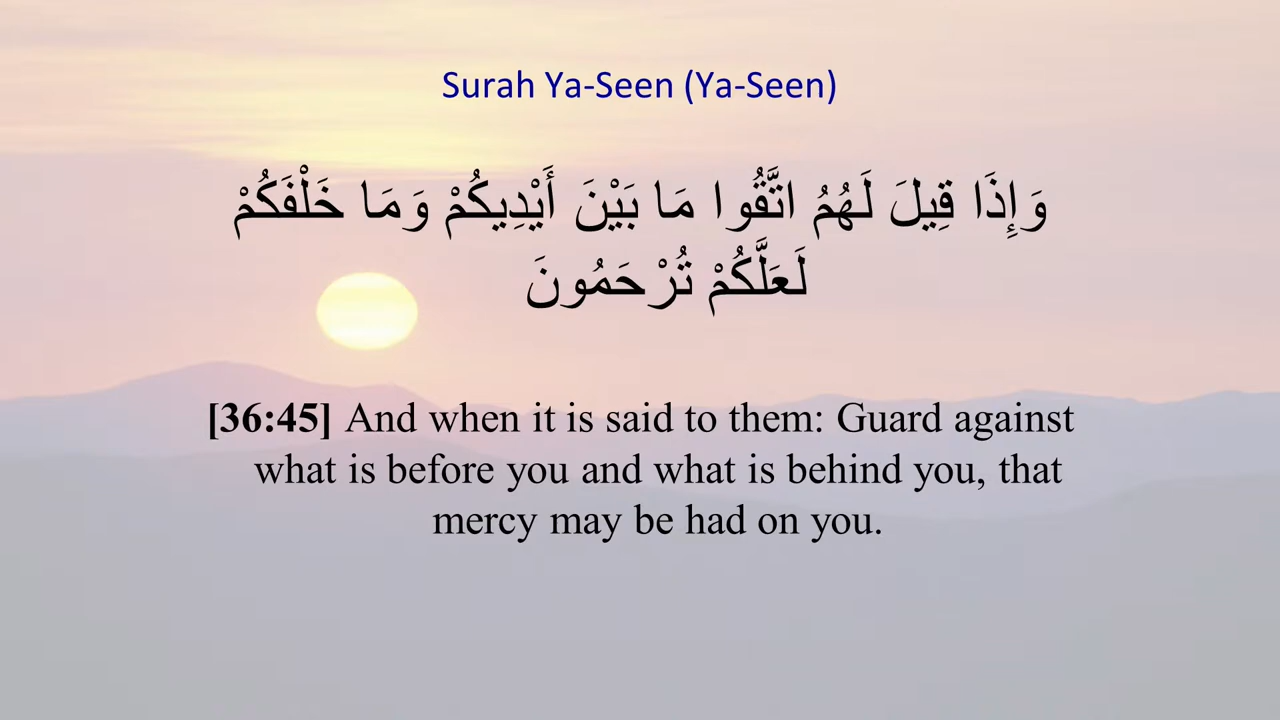 Surah Ya-Seen (Ya-Seen)
وَإِذَا قِيلَ لَهُمُ اتَّقُوا مَا بَيْنَ أَيْدِيكُمْ وَمَا خَلْفَكُمْ
لَعَلَّكُمْ تُرْحَمُونَ
[36:45] And when it is said to them: Guard against
what is before you and what is behind you, that
mercy may be had on you.